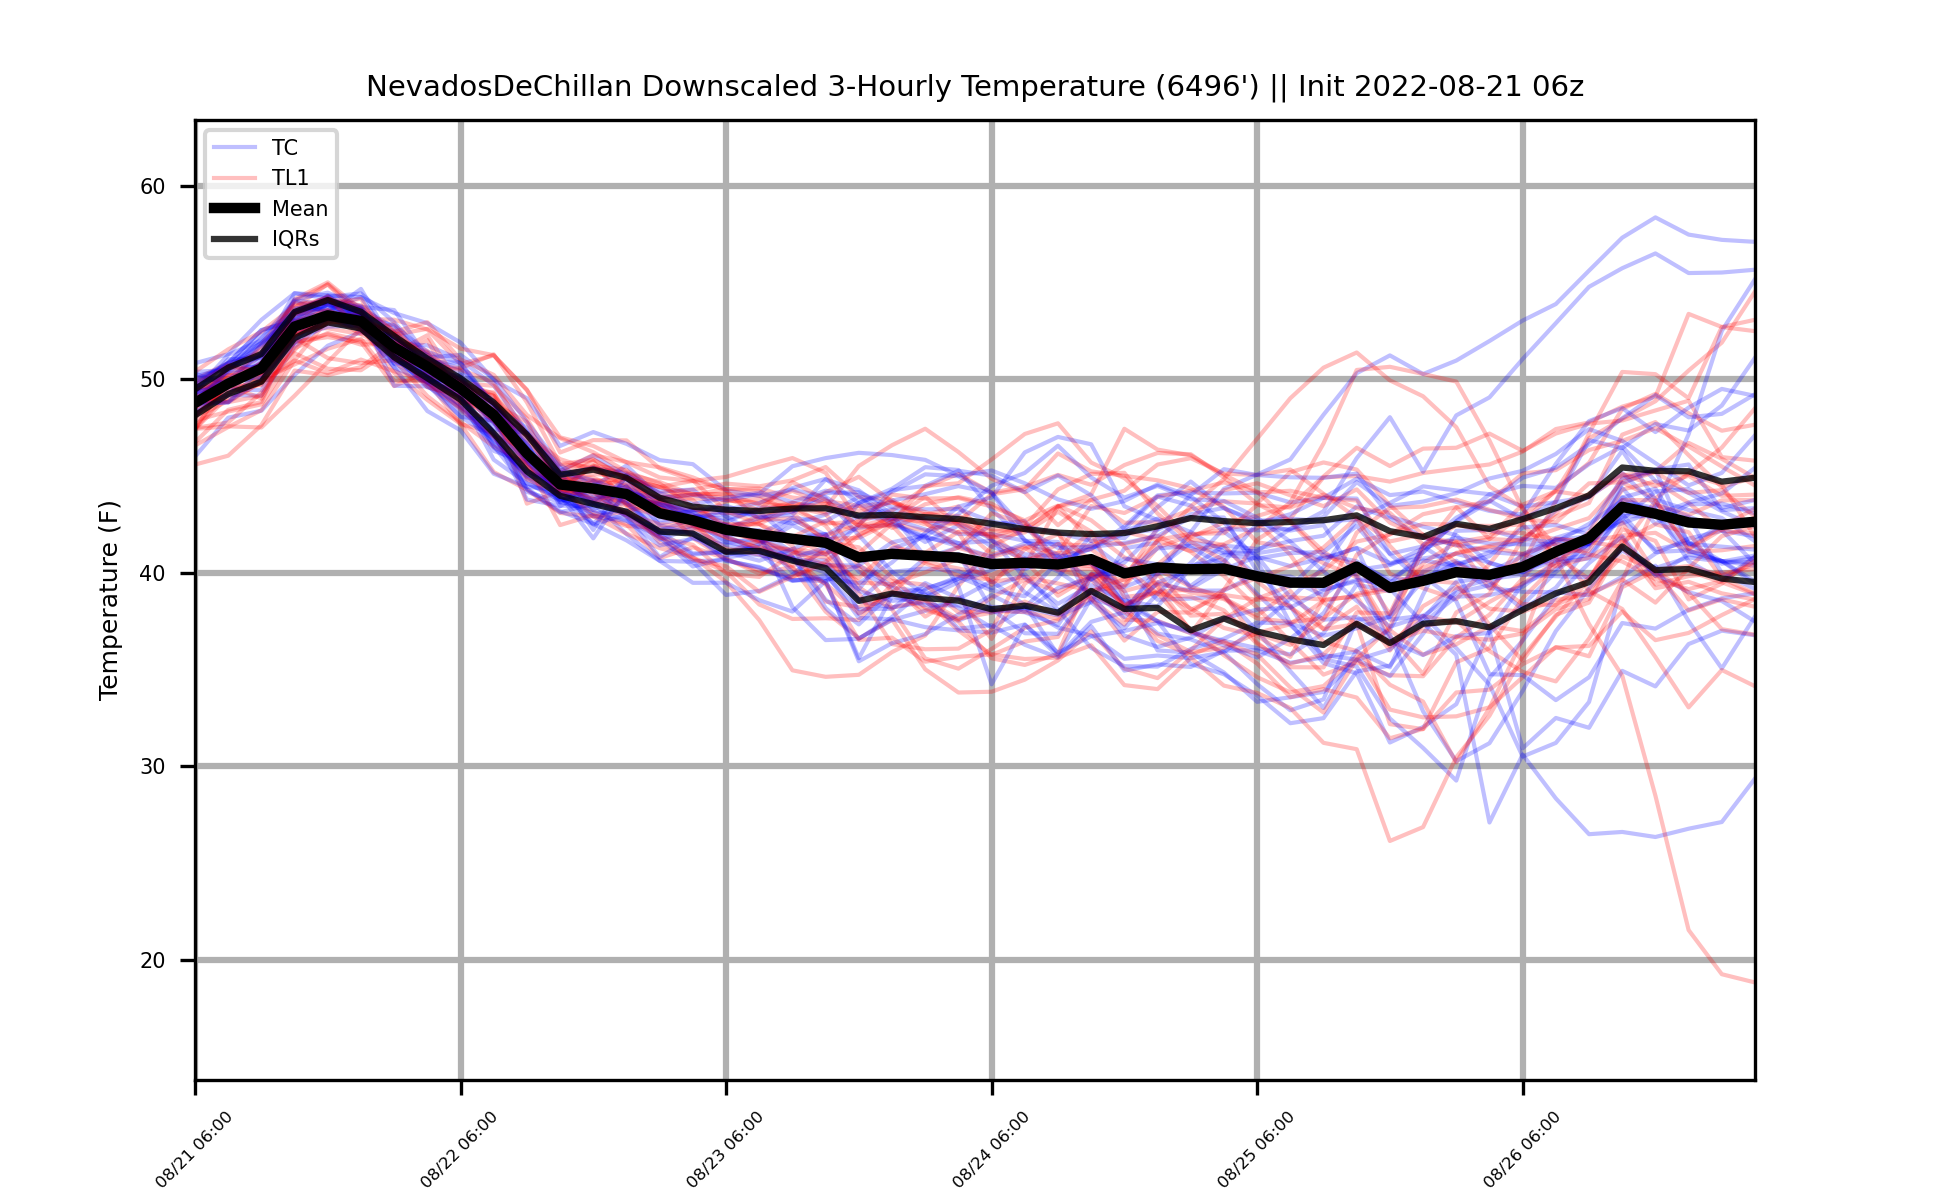 NevadosDeChillan Downscaled 3-Hourly Temperature (6496') || Init 2022-08-21 06z
TC
TL1
Mean
IQRs
Temperature (F)
60
50
40
30
20
08/21 06:00
08/22 06:00
08/23 06:00
08/24 06:00
08/25 06:00
08/26 06:00